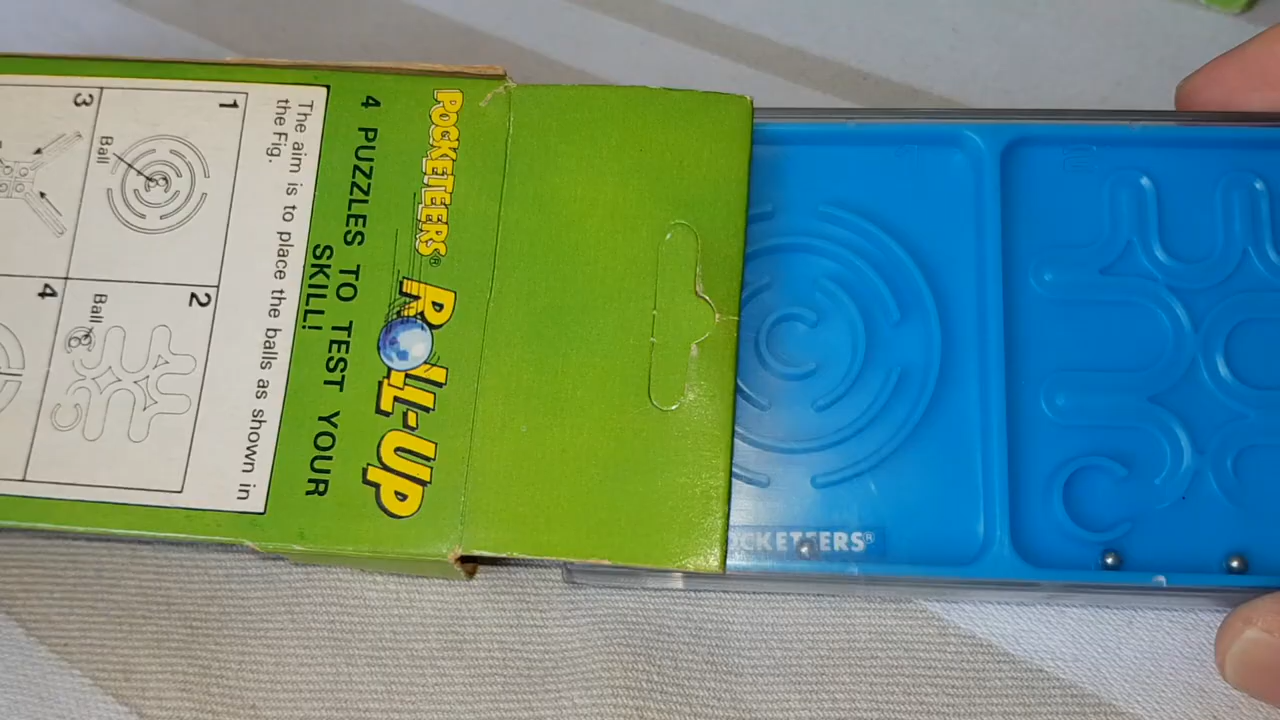 POCKETEERS®
ROLL-UP
4 PUZZLES TO TEST YOUR
SKILL!
The aim is to place the balls as shown in
the Fig.
1
Ball
2
Ball
3
4
CKETEERS®